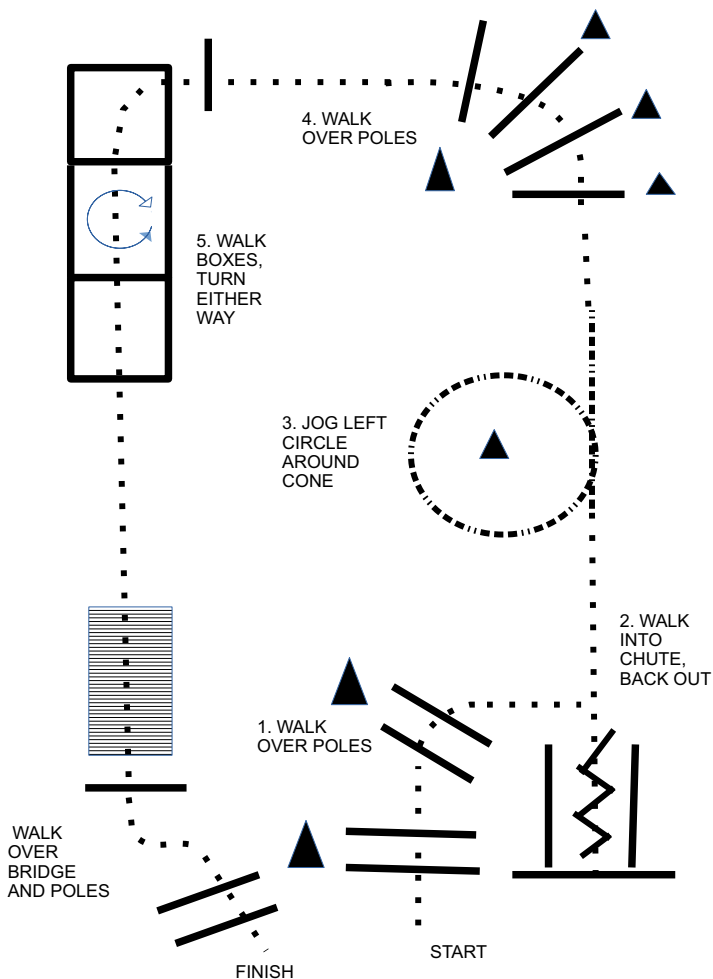 4. WALK
OVER POLES
5. WALK
BOXES,
TURN
EITHER
WAY
3. JOG LEFT
CIRCLE
AROUND
CONE
2. WALK
INTO
CHUTE,
BACK OUT
1. WALK
OVER POLES
WALK
OVER
BRIDGE
AND POLES
START
FINISH